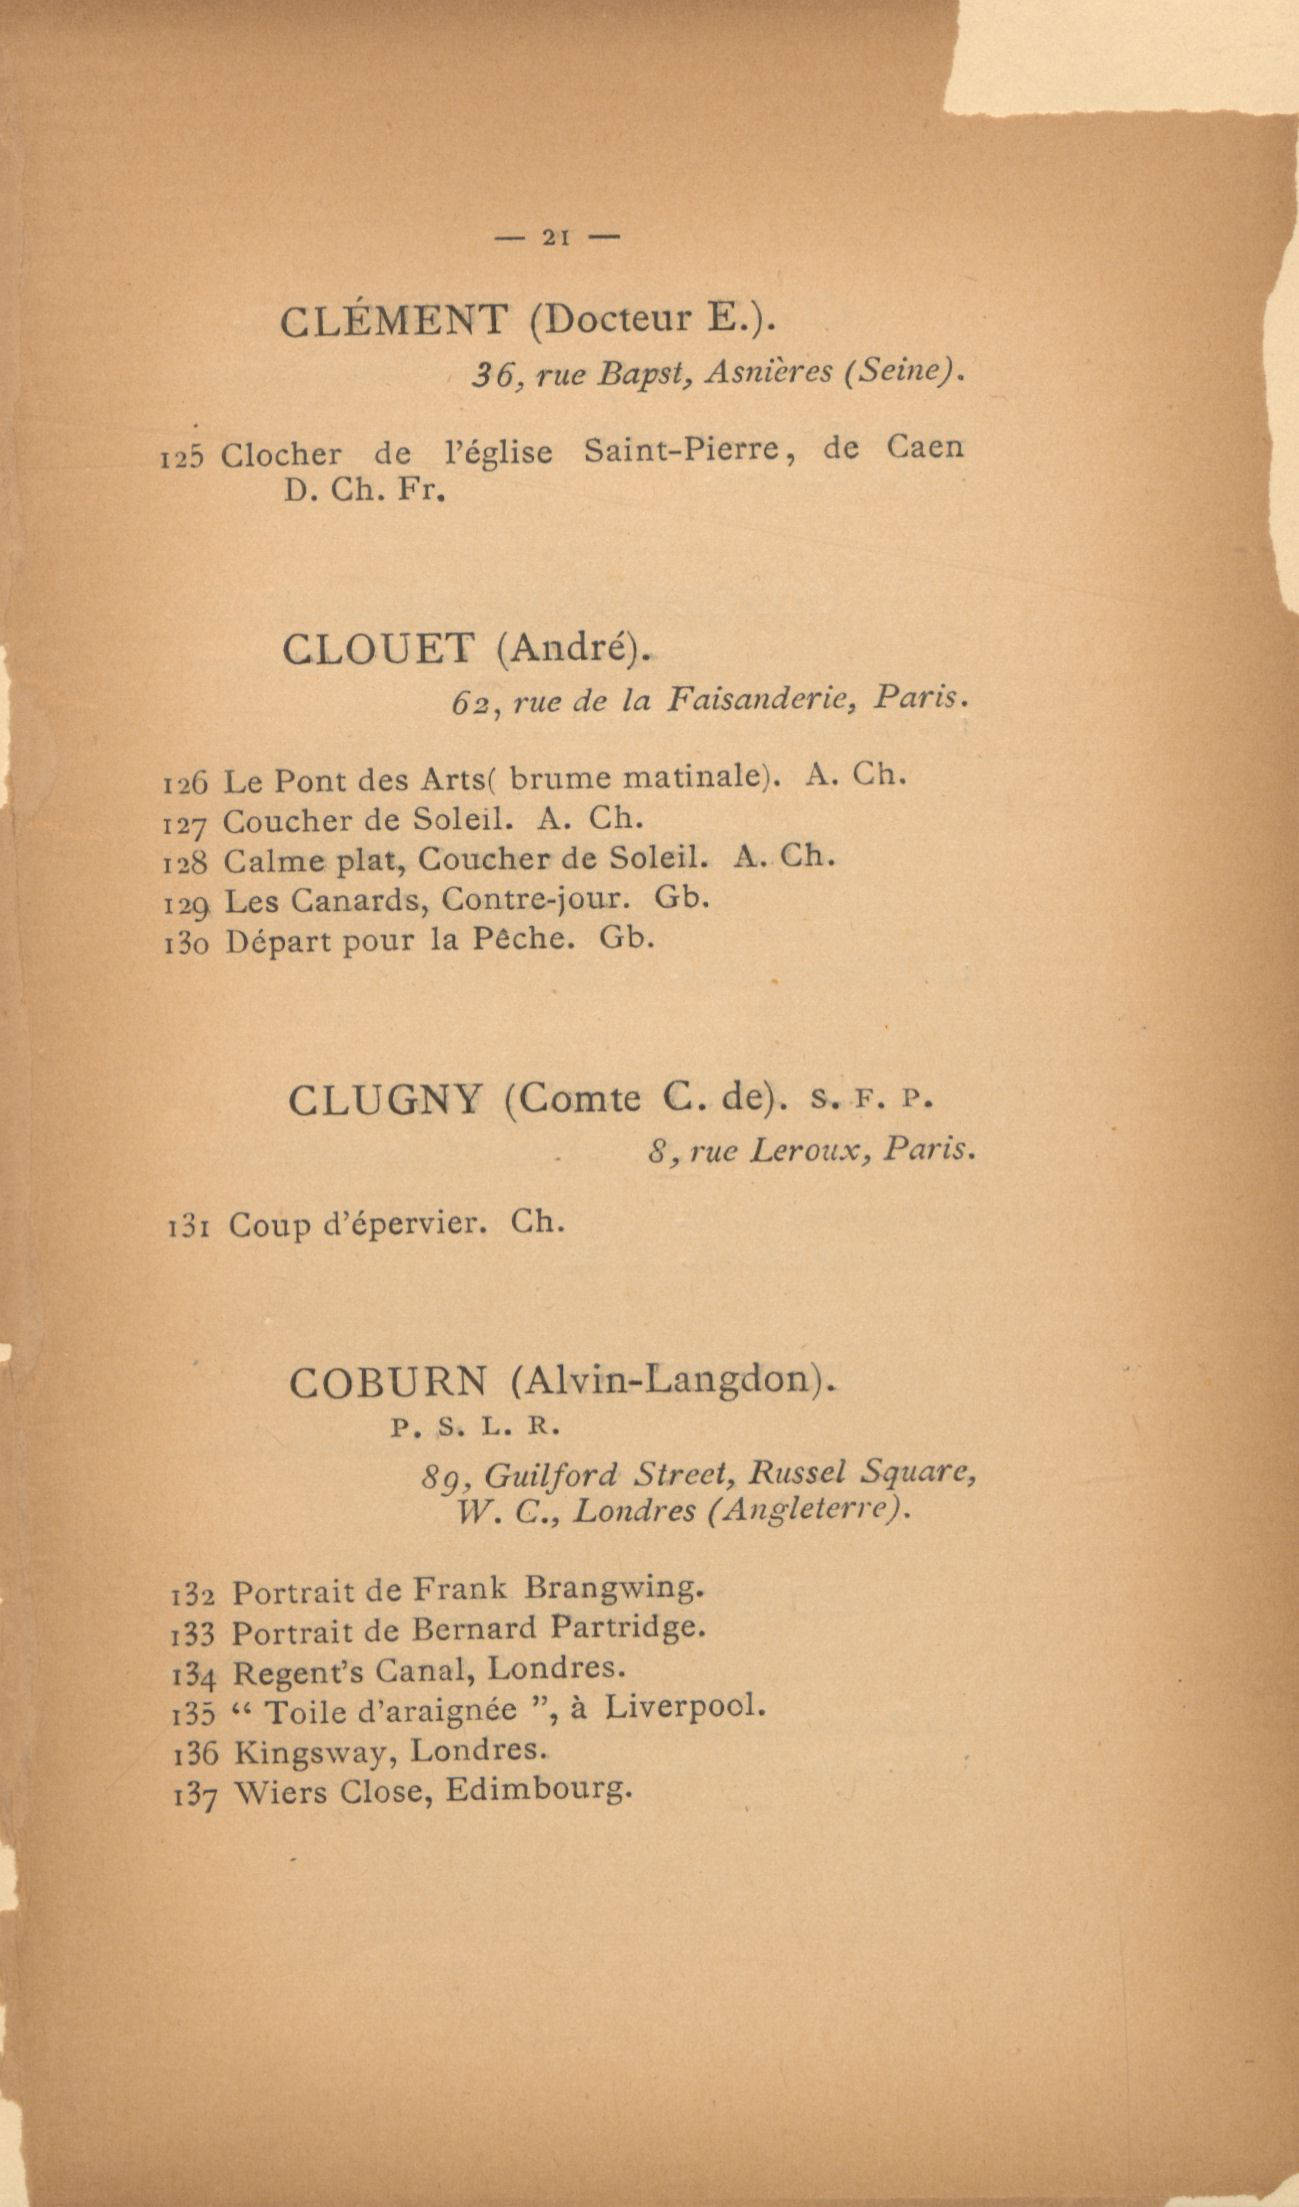 — 21 —
CLÉMENT (Docteur E.).
36, rue Bapst, Asnières (Seine).
125 Clocher de l'église Saint-Pierre, de Caen
D. Ch. Fr.
CLOUET (André).
62, rue de la Faisanderie, Paris.
126 Le Pont des Arts( brume matinale). A. Ch.
127 Coucher de Soleil. A. Ch.
128 Calme plat, Coucher de Soleil. A. Ch.
129 Les Canards, Contre-jour. Gb.
130 Départ pour la Pêche. Gb.
CLUGNY (Comte C. de). S. F. P.
8, rue Leroux, Paris.
131 Coup d'épervier. Ch.
COBURN (Alvin-Langdon).
P. S. L. R.
89, Guilford Street, Russel Square,
W. C., Londres (Angleterre).
132 Portrait de Frank Brangwing.
133 Portrait de Bernard Partridge.
134 Regent's Canal, Londres.
135 “ Toile d'araignée ”, à Liverpool.
136 Kingsway, Londres.
137 Wiers Close, Edimbourg.